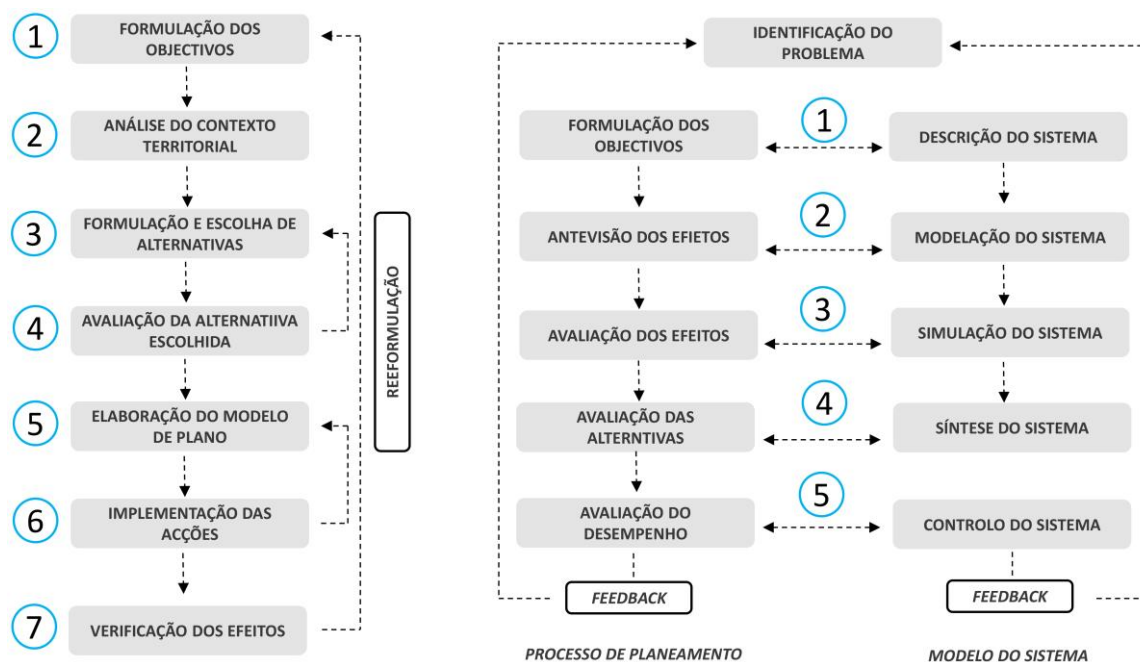 1
FORMULAÇÃO DOS
OBJECTIVOS
2
ANÁLISE DO CONTEXTO
TERRITORIAL
3
FORMULAÇÃO E ESCOLHA DE
ALTERNATIVAS
4
AVALIAÇÃO DA ALTERNATIIVA
ESCOLHIDA
5
ELABORAÇÃO DO MODELO
DE PLANO
6
IMPLEMENTAÇÃO DAS
ACÇÕES
7
VERIFICAÇÃO DOS EFEITOS
REEFORMULAÇÃO
IDENTIFICAÇÃO DO
PROBLEMA
FORMULAÇÃO DOS
OBJECTIVOS
1
DESCRIÇÃO DO SISTEMA
ANTEVISÃO DOS EFIETOS
2
MODELAÇÃO DO SISTEMA
AVALIAÇÃO DOS EFEITOS
3
SIMULAÇÃO DO SISTEMA
AVALIAÇÃO DAS
ALTERNTIVAS
4
SÍNTESE DO SISTEMA
AVALIAÇÃO DO
DESEMPENHO
5
CONTROLO DO SISTEMA
FEEDBACK
FEEDBACK
PROCESSO DE PLANEAMENTO
MODELO DO SISTEMA